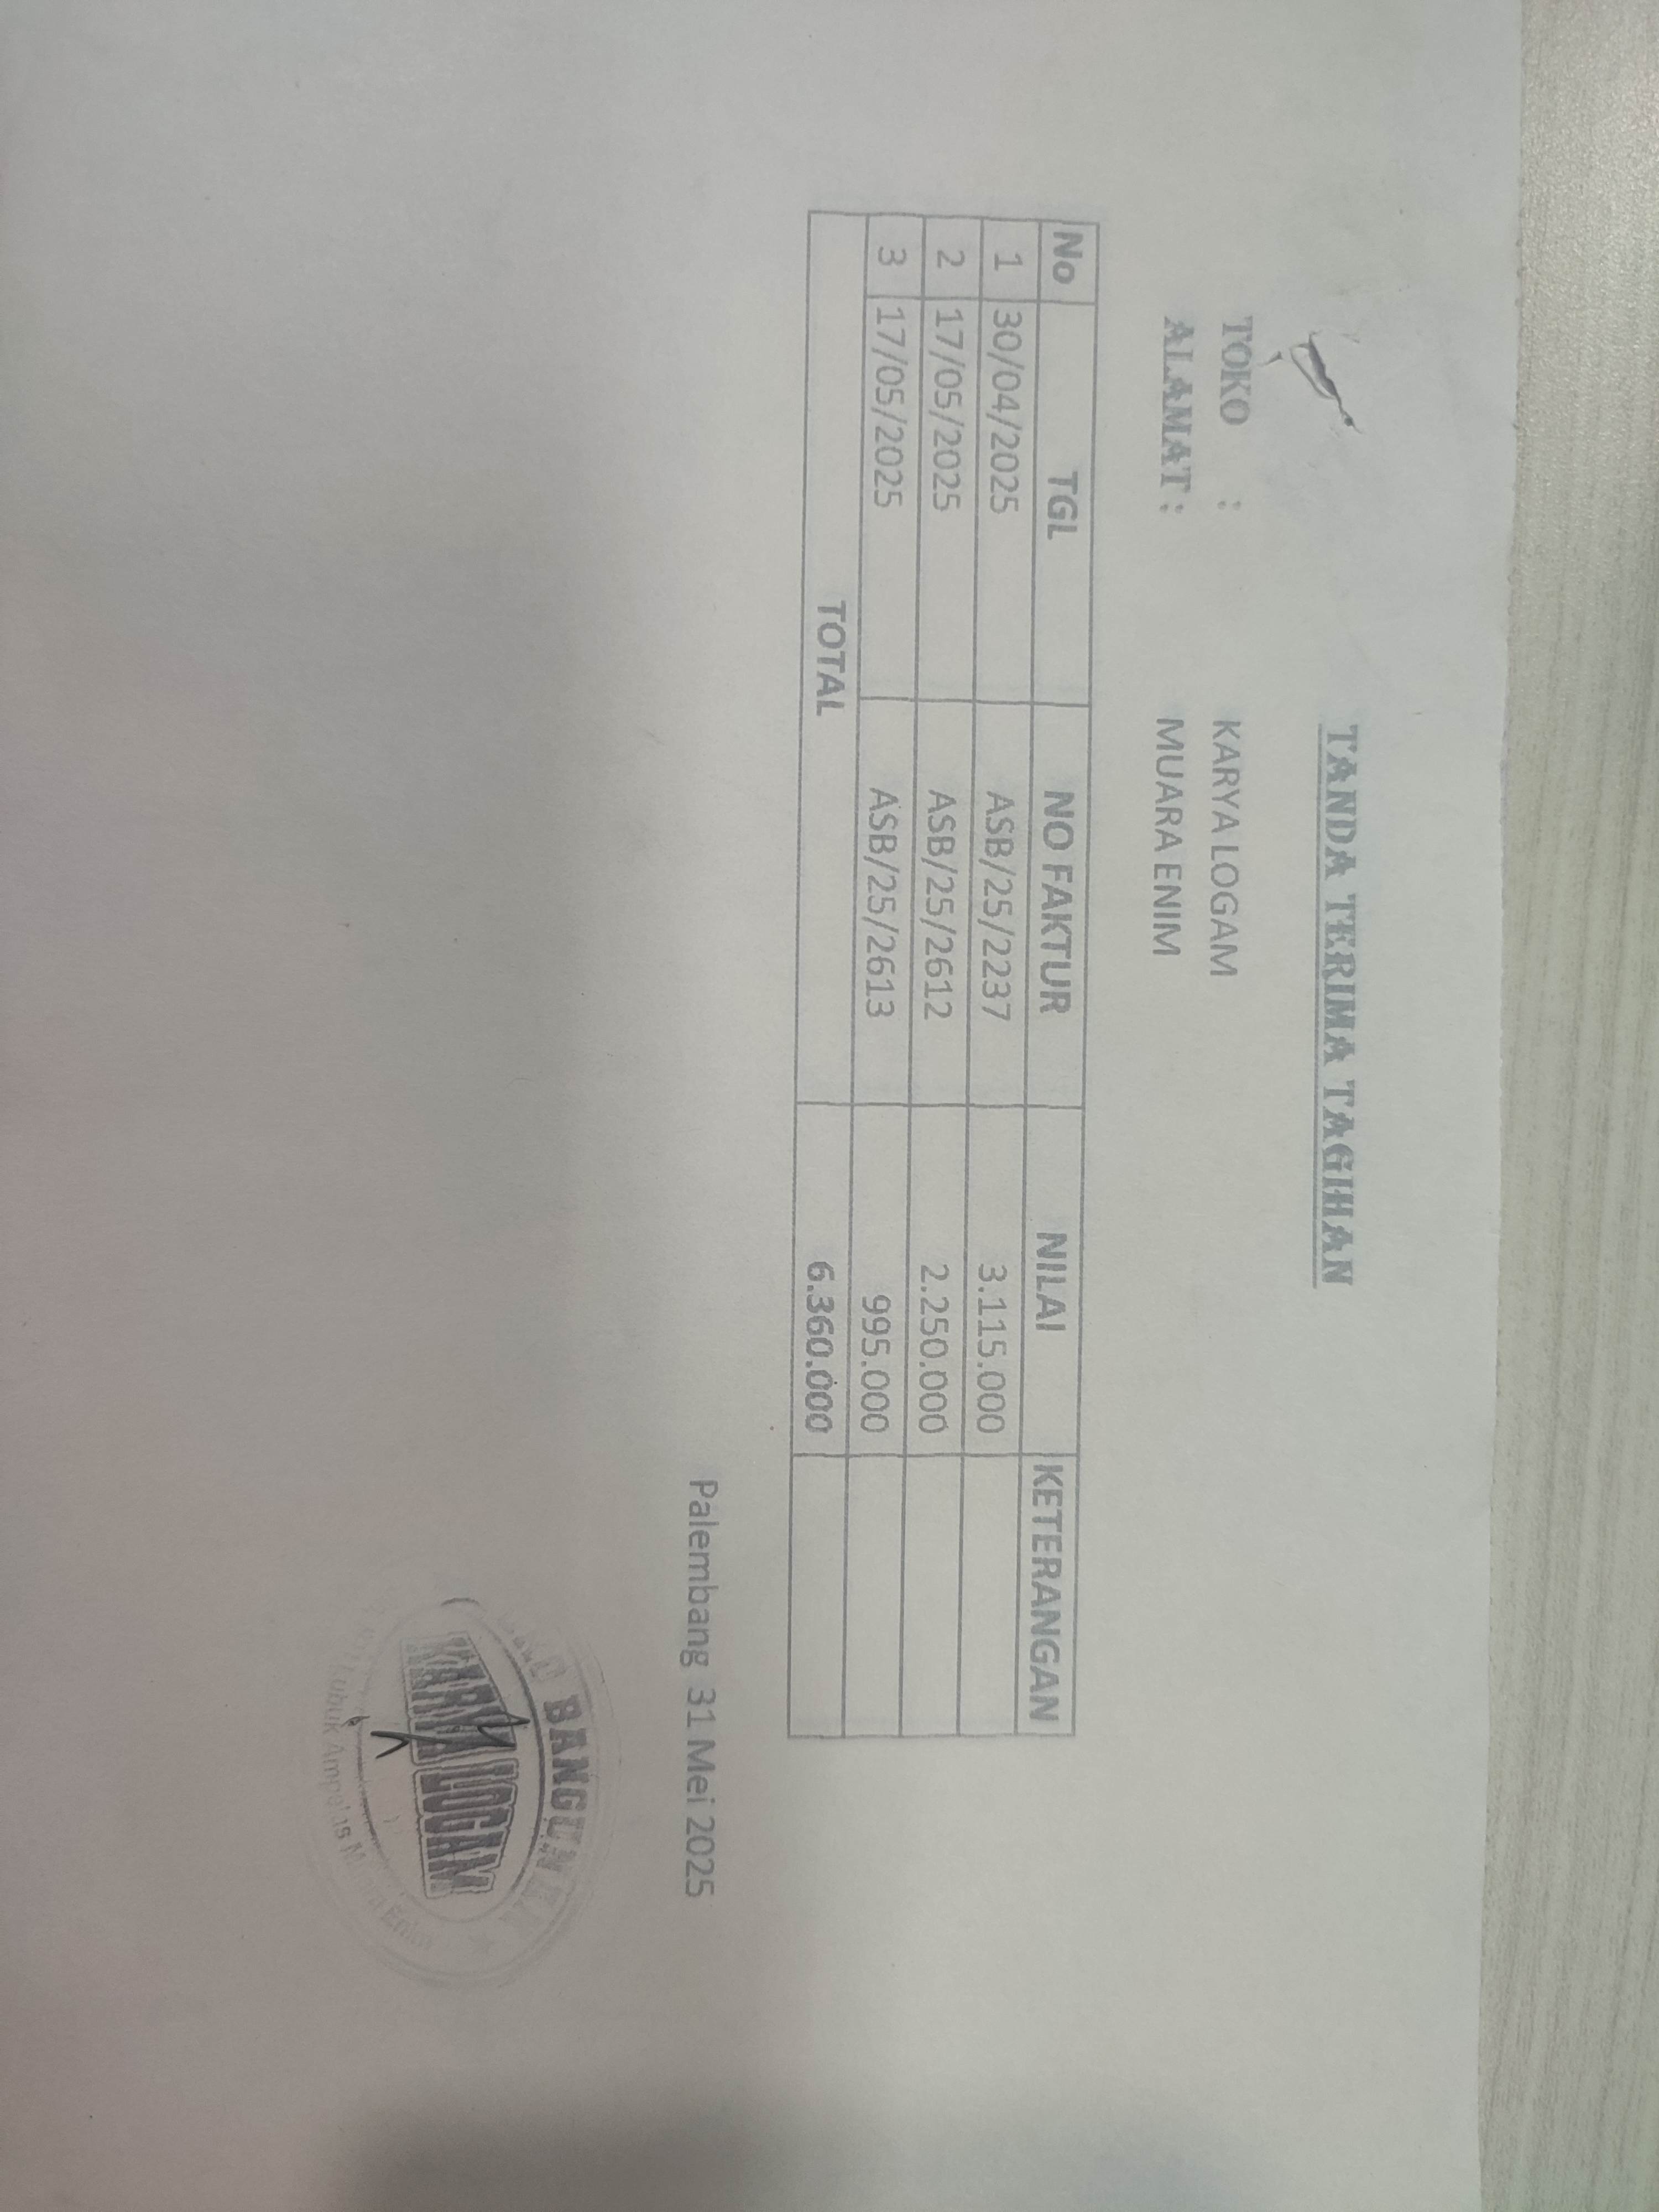 TANDA TERIMA TAGIHAN
TOKO : KARYA LOGAM
ALAMAT : MUARA ENIM
No TGL NO FAKTUR NILAI KETERANGAN
1 30/04/2025 ASB/25/2237 3.115.000
2 17/05/2025 ASB/25/2612 2.250.000
3 17/05/2025 ASB/25/2613 995.000
TOTAL 6.360.000
Palembang 31 Mei 2025
BANGUNAN
KARYA LOGAM